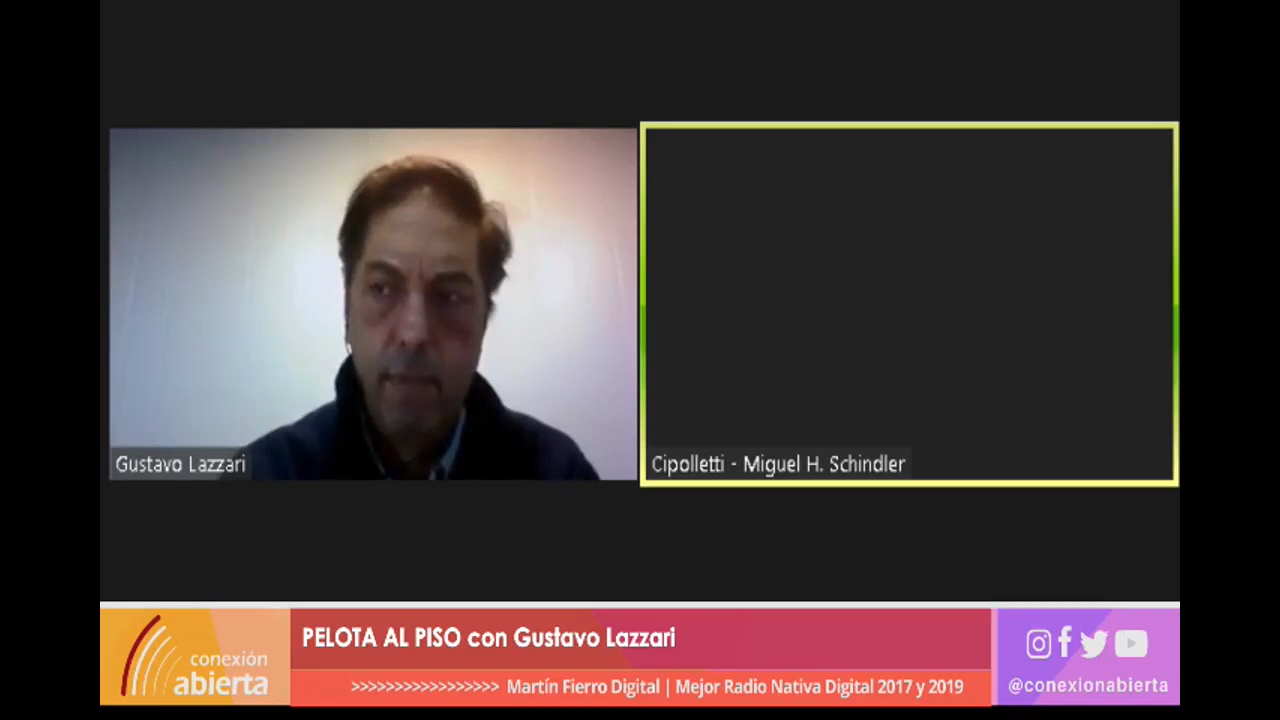 Gustavo Lazzari
Cipolletti - Miguel H. Schindler
PELOTA AL PISO con Gustavo Lazzari
conexión
abierta
>>>>>>>>>>>>>>>>> Martín Fierro Digital | Mejor Radio Nativa Digital 2017 y 2019
@conexionabierta